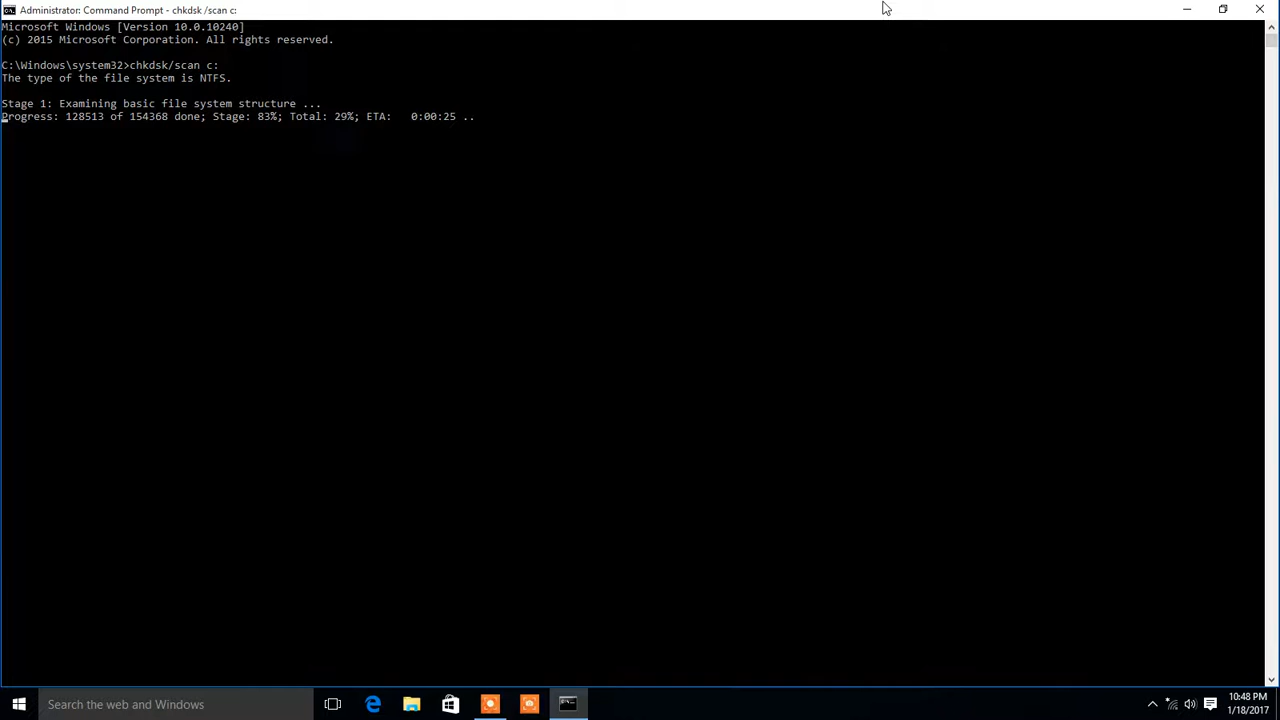 Administrator: Command Prompt - chkdsk /scan c:
Microsoft Windows [Version 10.0.10240]
(c) 2015 Microsoft Corporation. All rights reserved.
C:\Windows\system32>chkdsk/scan c:
The type of the file system is NTFS.
Stage 1: Examining basic file system structure ...
Progress: 128513 of 154368 done; Stage: 83%; Total: 29%; ETA:   0:00:25 ..
Search the web and Windows
10:48 PM
1/18/2017